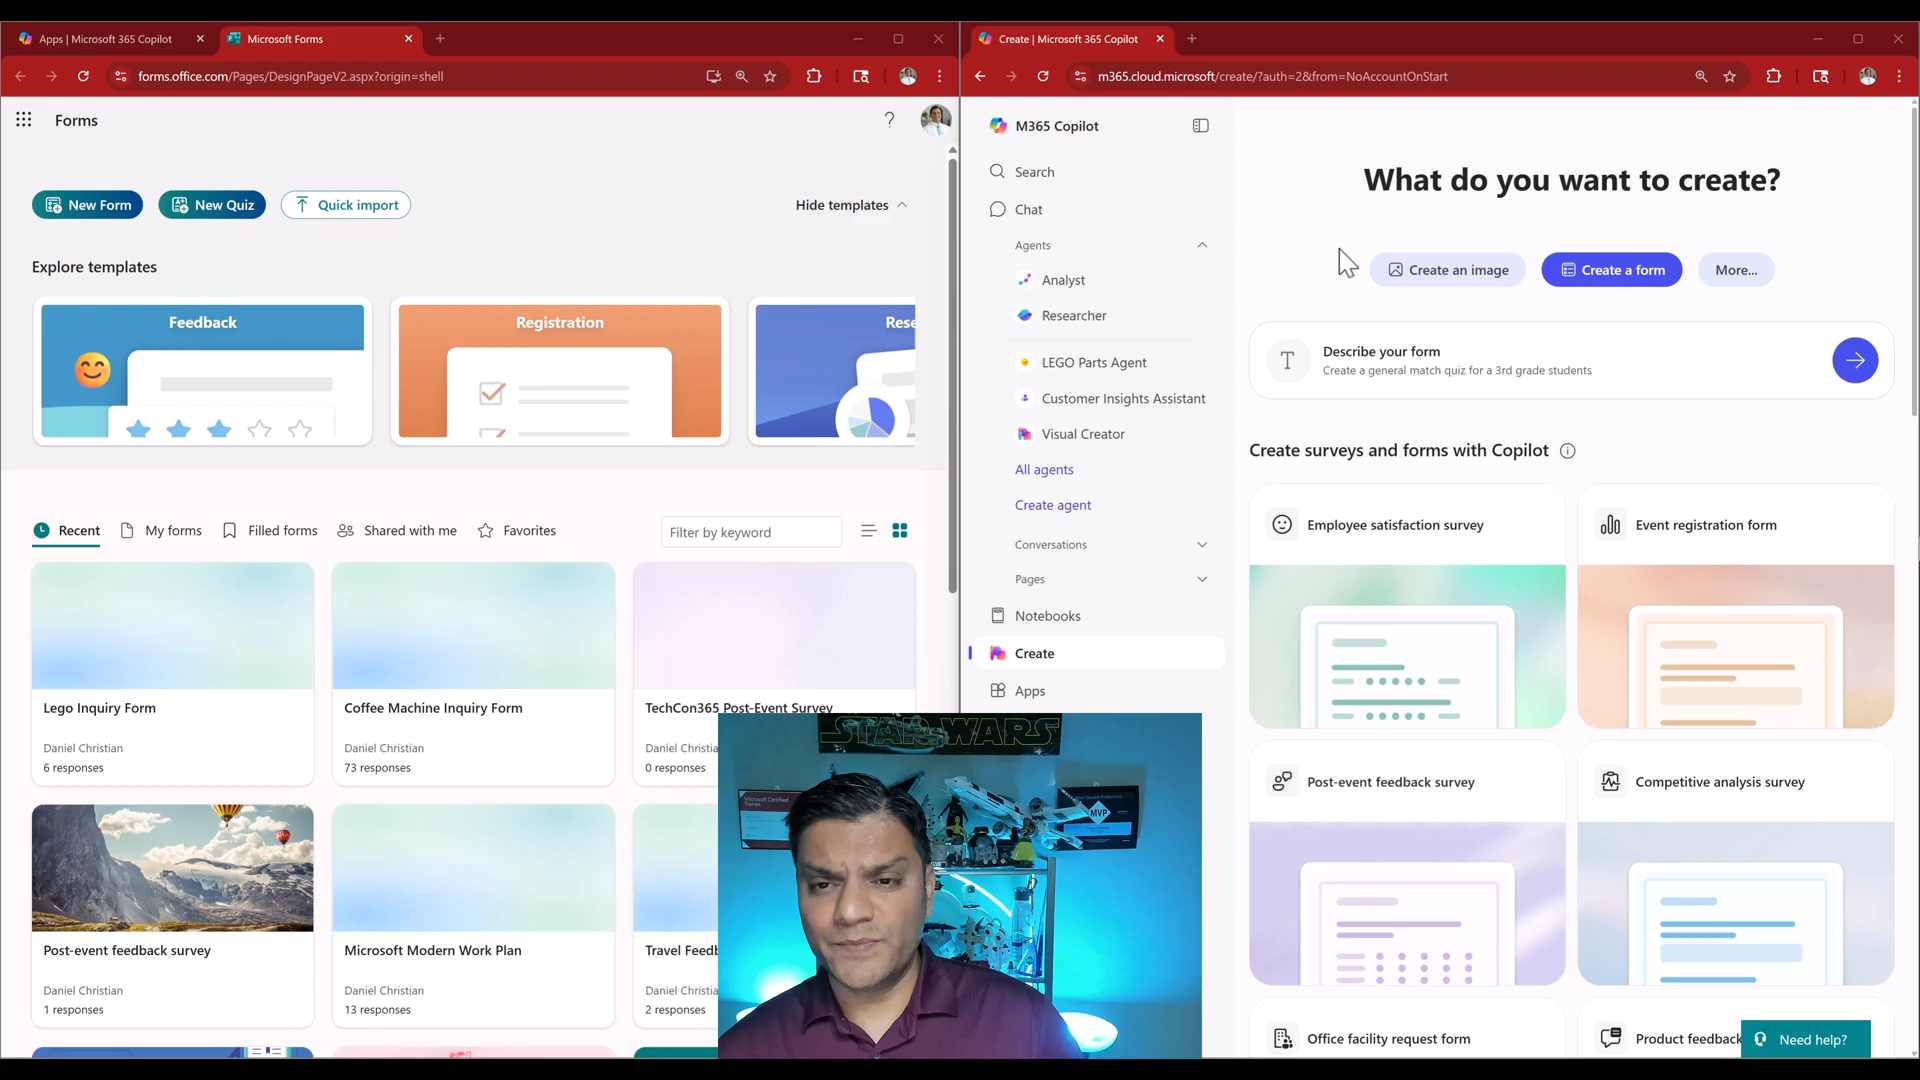 Apps | Microsoft 365 Copilot
Microsoft Forms
forms.office.com/Pages/DesignPageV2.aspx?origin=shell
Forms
?
New Form
New Quiz
Quick import
Hide templates
Explore templates
Feedback
Registration
Rese
Recent
My forms
Filled forms
Shared with me
Favorites
Filter by keyword
Lego Inquiry Form
Daniel Christian
6 responses
Coffee Machine Inquiry Form
Daniel Christian
73 responses
TechCon365 Post-Event Survey
Daniel Christia
0 responses
Post-event feedback survey
Daniel Christian
1 responses
Microsoft Modern Work Plan
Daniel Christian
13 responses
Travel Feedb
Daniel Christia
2 responses
Create | Microsoft 365 Copilot
m365.cloud.microsoft/create/?auth=2&from=NoAccountOnStart
M365 Copilot
Search
Chat
Agents
Analyst
Researcher
LEGO Parts Agent
Customer Insights Assistant
Visual Creator
All agents
Create agent
Conversations
Pages
Notebooks
Create
Apps
What do you want to create?
Create an image
Create a form
More...
T
Describe your form
Create a general match quiz for a 3rd grade students
Create surveys and forms with Copilot
Employee satisfaction survey
Event registration form
Post-event feedback survey
Competitive analysis survey
Office facility request form
Product feedback
Need help?
STAR WARS
Microsoft Certified
Trainer
MVP